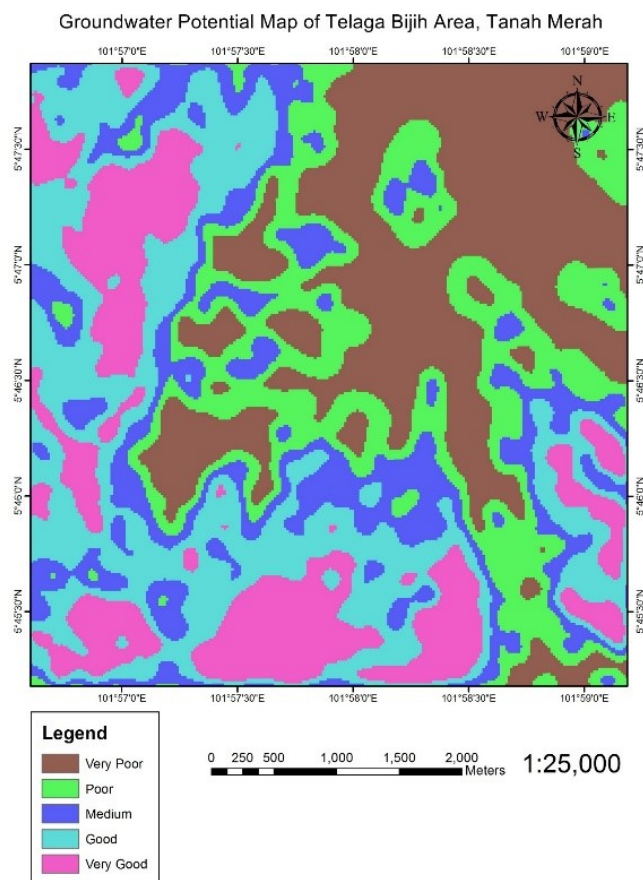 Groundwater Potential Map of Telaga Bijih Area, Tanah Merah
101°57'0"E 101°57'30"E 101°58'0"E 101°58'30"E 101°59'0"E
N
W E
S
5°47'30"N 5°47'30"N
5°47'0"N 5°47'0"N
5°46'30"N 5°46'30"N
5°46'0"N 5°46'0"N
5°45'30"N 5°45'30"N
101°57'0"E 101°57'30"E 101°58'0"E 101°58'30"E 101°59'0"E
Legend
Very Poor
Poor
Medium
Good
Very Good
0 250 500 1,000 1,500 2,000
Meters
1:25,000